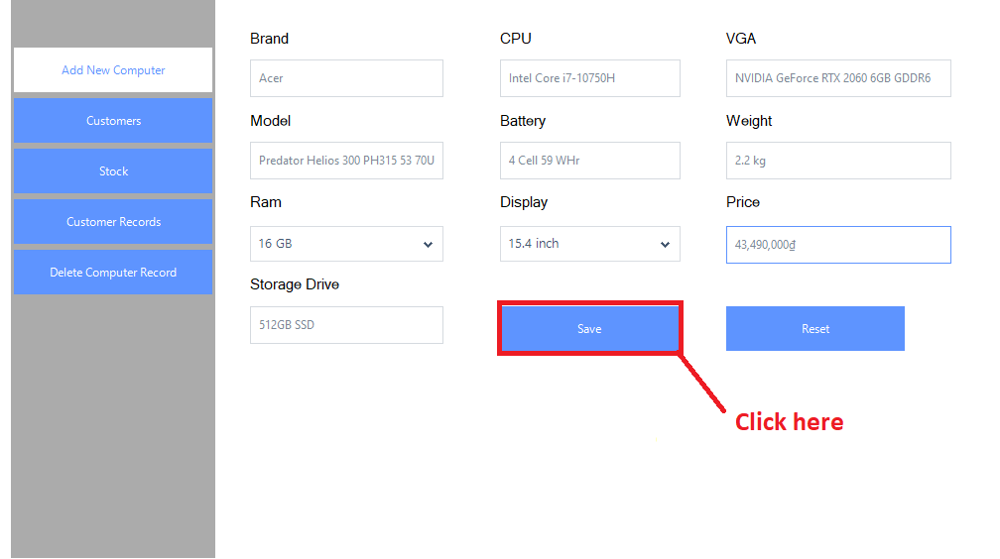 Add New Computer
Customers
Stock
Customer Records
Delete Computer Record
Brand
Acer
CPU
Intel Core i7-10750H
VGA
NVIDIA GeForce RTX 2060 6GB GDDR6
Model
Predator Helios 300 PH315 53 70U
Battery
4 Cell 59 WHr
Weight
2.2 kg
Ram
16 GB
Display
15.4 inch
Price
43,490,000₫
Storage Drive
512GB SSD
Save
Reset
Click here